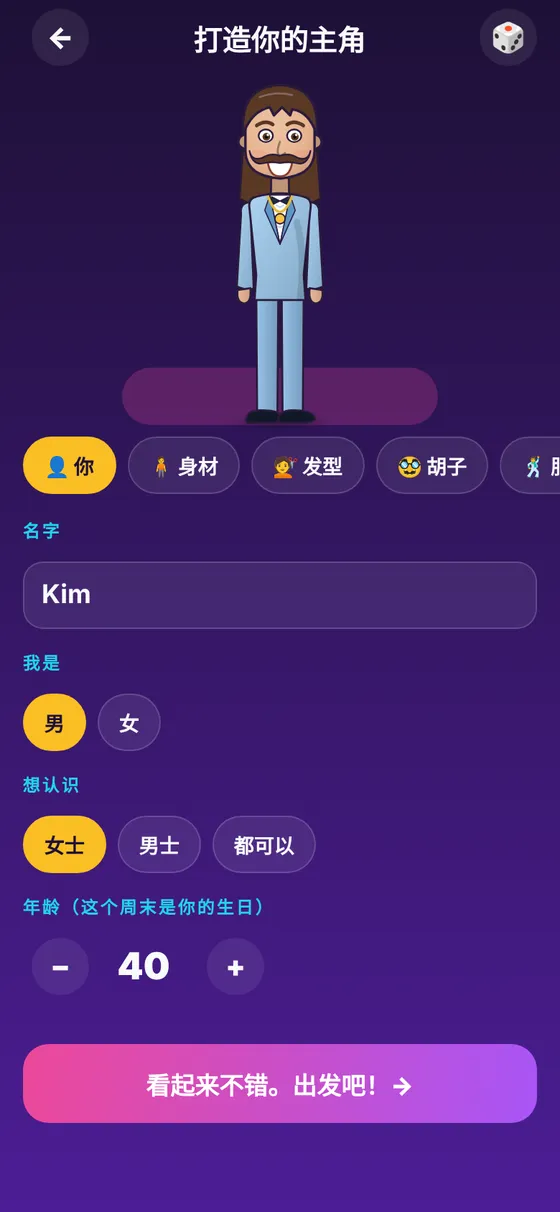 打造你的主角
你
身材
发型
胡子
名字
Kim
我是
男
女
想认识
女士
男士
都可以
年龄（这个周末是你的生日）
− 40 +
看起来不错。出发吧！→